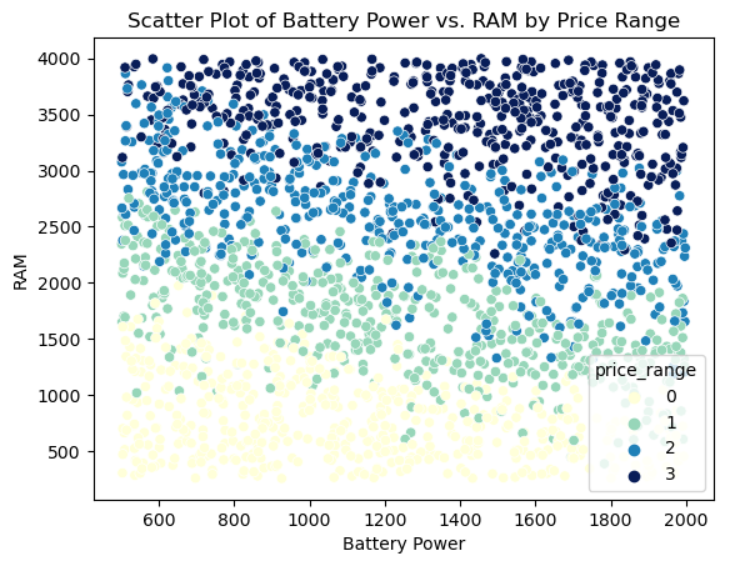 Scatter Plot of Battery Power vs. RAM by Price Range
4000
3500
3000
2500
2000
1500
1000
500
RAM
price_range
0
1
2
3
600 800 1000 1200 1400 1600 1800 2000
Battery Power